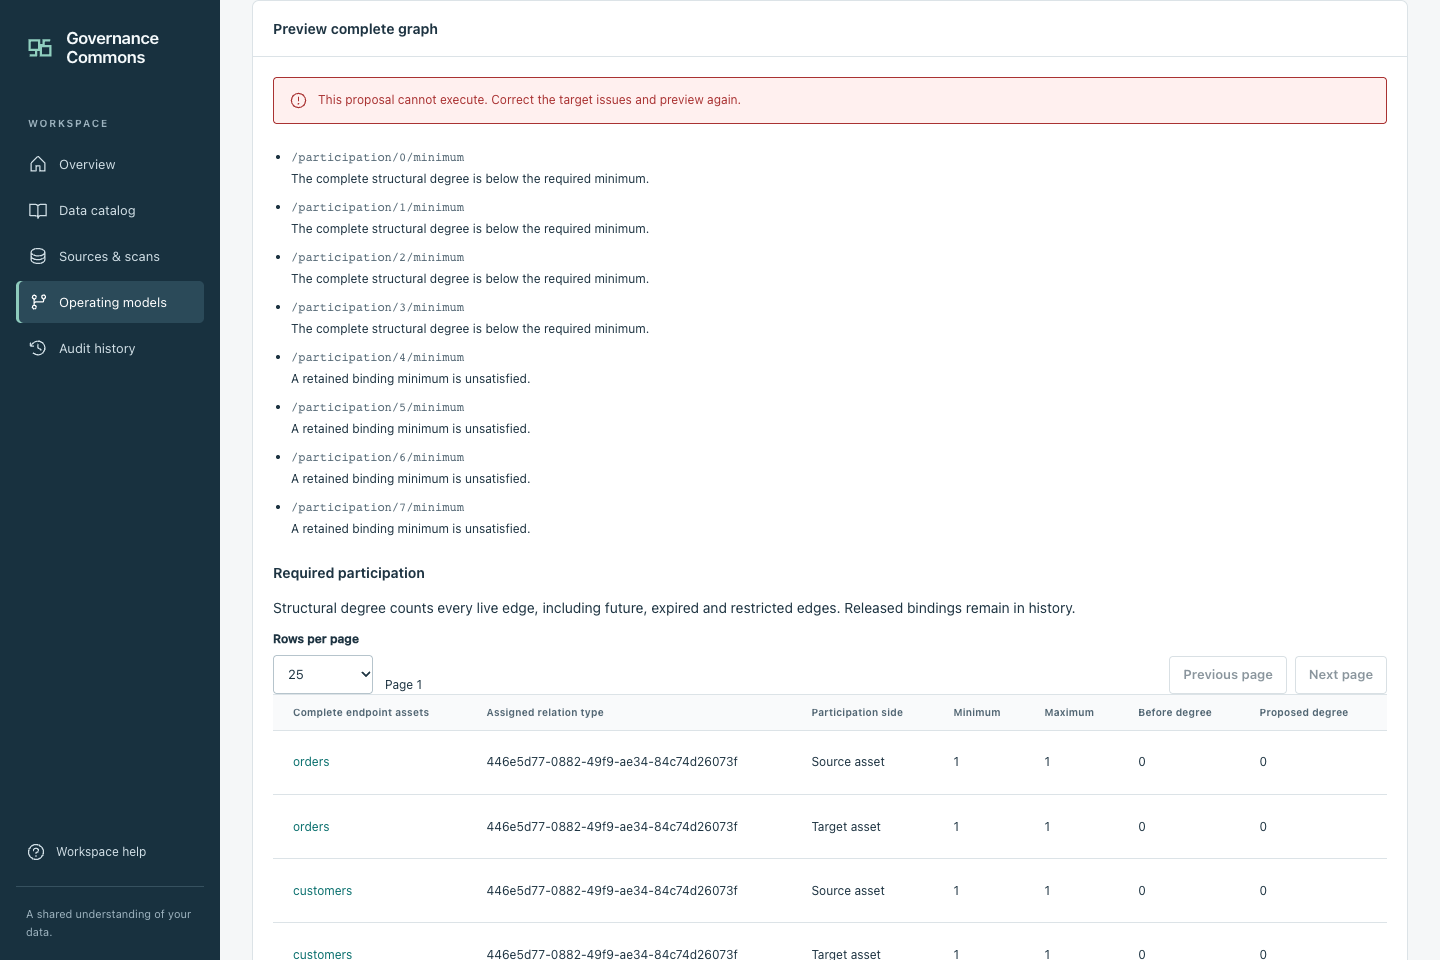 Governance
Commons
WORKSPACE
Overview
Data catalog
Sources & scans
Operating models
Audit history
Workspace help
A shared understanding of your
data.
Preview complete graph
This proposal cannot execute. Correct the target issues and preview again.
/participation/0/minimum
The complete structural degree is below the required minimum.
/participation/1/minimum
The complete structural degree is below the required minimum.
/participation/2/minimum
The complete structural degree is below the required minimum.
/participation/3/minimum
The complete structural degree is below the required minimum.
/participation/4/minimum
A retained binding minimum is unsatisfied.
/participation/5/minimum
A retained binding minimum is unsatisfied.
/participation/6/minimum
A retained binding minimum is unsatisfied.
/participation/7/minimum
A retained binding minimum is unsatisfied.
Required participation
Structural degree counts every live edge, including future, expired and restricted edges. Released bindings remain in history.
Rows per page
25 Page 1 Previous page Next page
Complete endpoint assets Assigned relation type Participation side Minimum Maximum Before degree Proposed degree
orders 446e5d77-0882-49f9-ae34-84c74d26073f Source asset 1 1 0 0
orders 446e5d77-0882-49f9-ae34-84c74d26073f Target asset 1 1 0 0
customers 446e5d77-0882-49f9-ae34-84c74d26073f Source asset 1 1 0 0
customers 446e5d77-0882-49f9-ae34-84c74d26073f Target asset 1 1 0 0